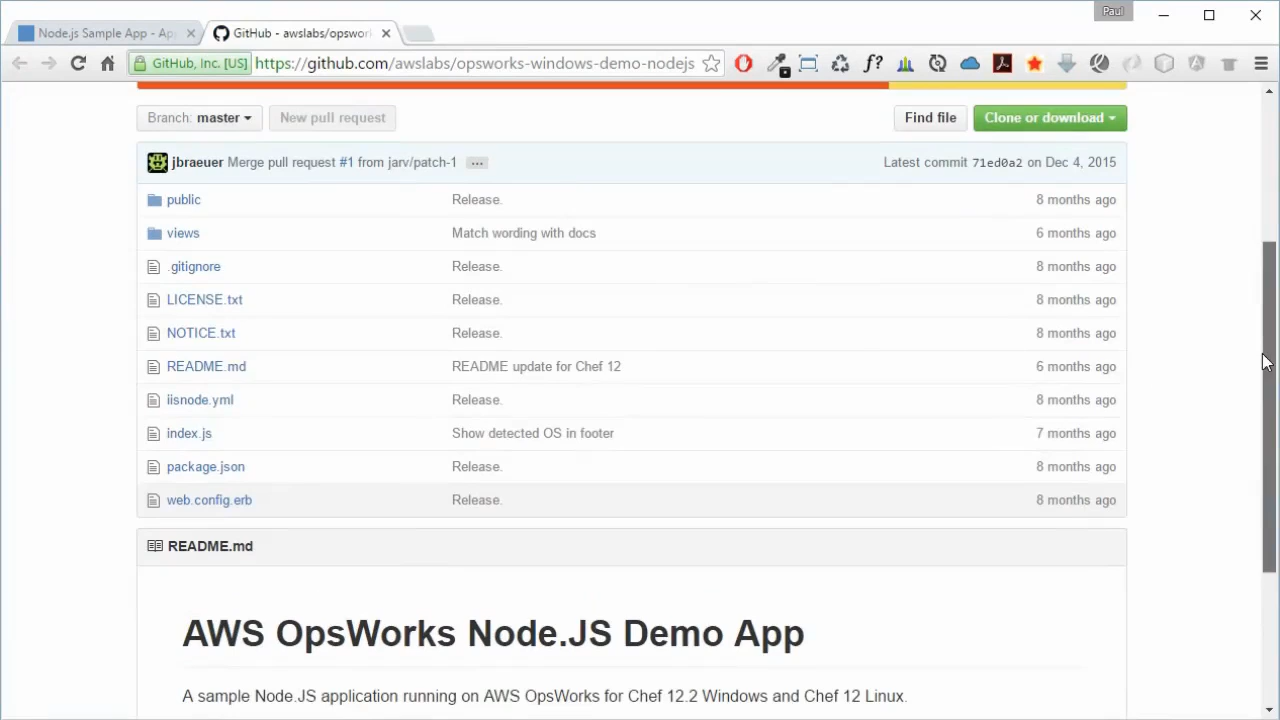 Paul
Node.js Sample App - Ap
GitHub - awslabs/opswor
GitHub, Inc. [US] https://github.com/awslabs/opsworks-windows-demo-nodejs
f?
Branch: master New pull request Find file Clone or download
jbraeuer Merge pull request #1 from jarv/patch-1 ... Latest commit 71ed0a2 on Dec 4, 2015
public Release. 8 months ago
views Match wording with docs 6 months ago
.gitignore Release. 8 months ago
LICENSE.txt Release. 8 months ago
NOTICE.txt Release. 8 months ago
README.md README update for Chef 12 6 months ago
iisnode.yml Release. 8 months ago
index.js Show detected OS in footer 7 months ago
package.json Release. 8 months ago
web.config.erb Release. 8 months ago
README.md
AWS OpsWorks Node.JS Demo App
A sample Node.JS application running on AWS OpsWorks for Chef 12.2 Windows and Chef 12 Linux.